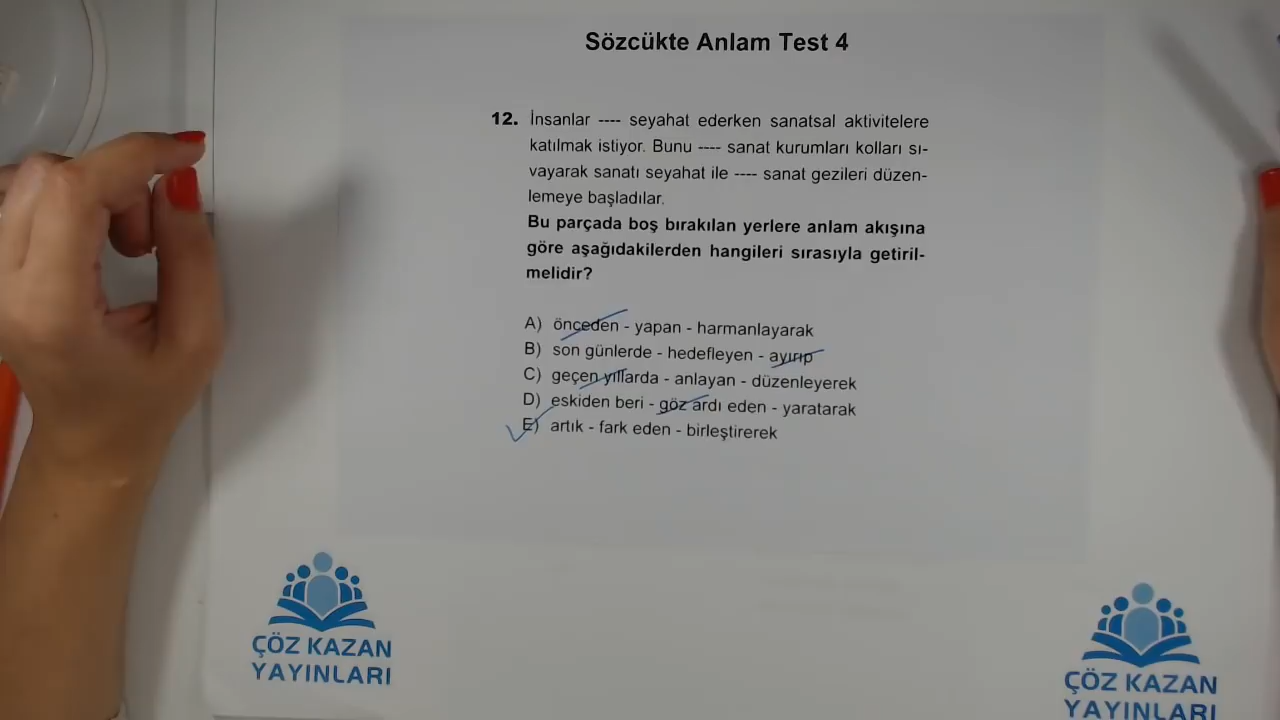 Sözcükte Anlam Test 4
12. İnsanlar ---- seyahat ederken sanatsal aktivitelere
katılmak istiyor. Bunu ---- sanat kurumları kolları sı-
vayarak sanatı seyahat ile ---- sanat gezileri düzen-
lemeye başladılar.
Bu parçada boş bırakılan yerlere anlam akışına
göre aşağıdakilerden hangileri sırasıyla getiril-
melidir?
A) önceden - yapan - harmanlayarak
B) son günlerde - hedefleyen - ayırıp
C) geçen yıllarda - anlayan - düzenleyerek
D) eskiden beri - göz ardı eden - yaratarak
E) artık - fark eden - birleştirerek
ÇÖZ KAZAN
YAYINLARI
ÇÖZ KAZAN
YAYINLARI